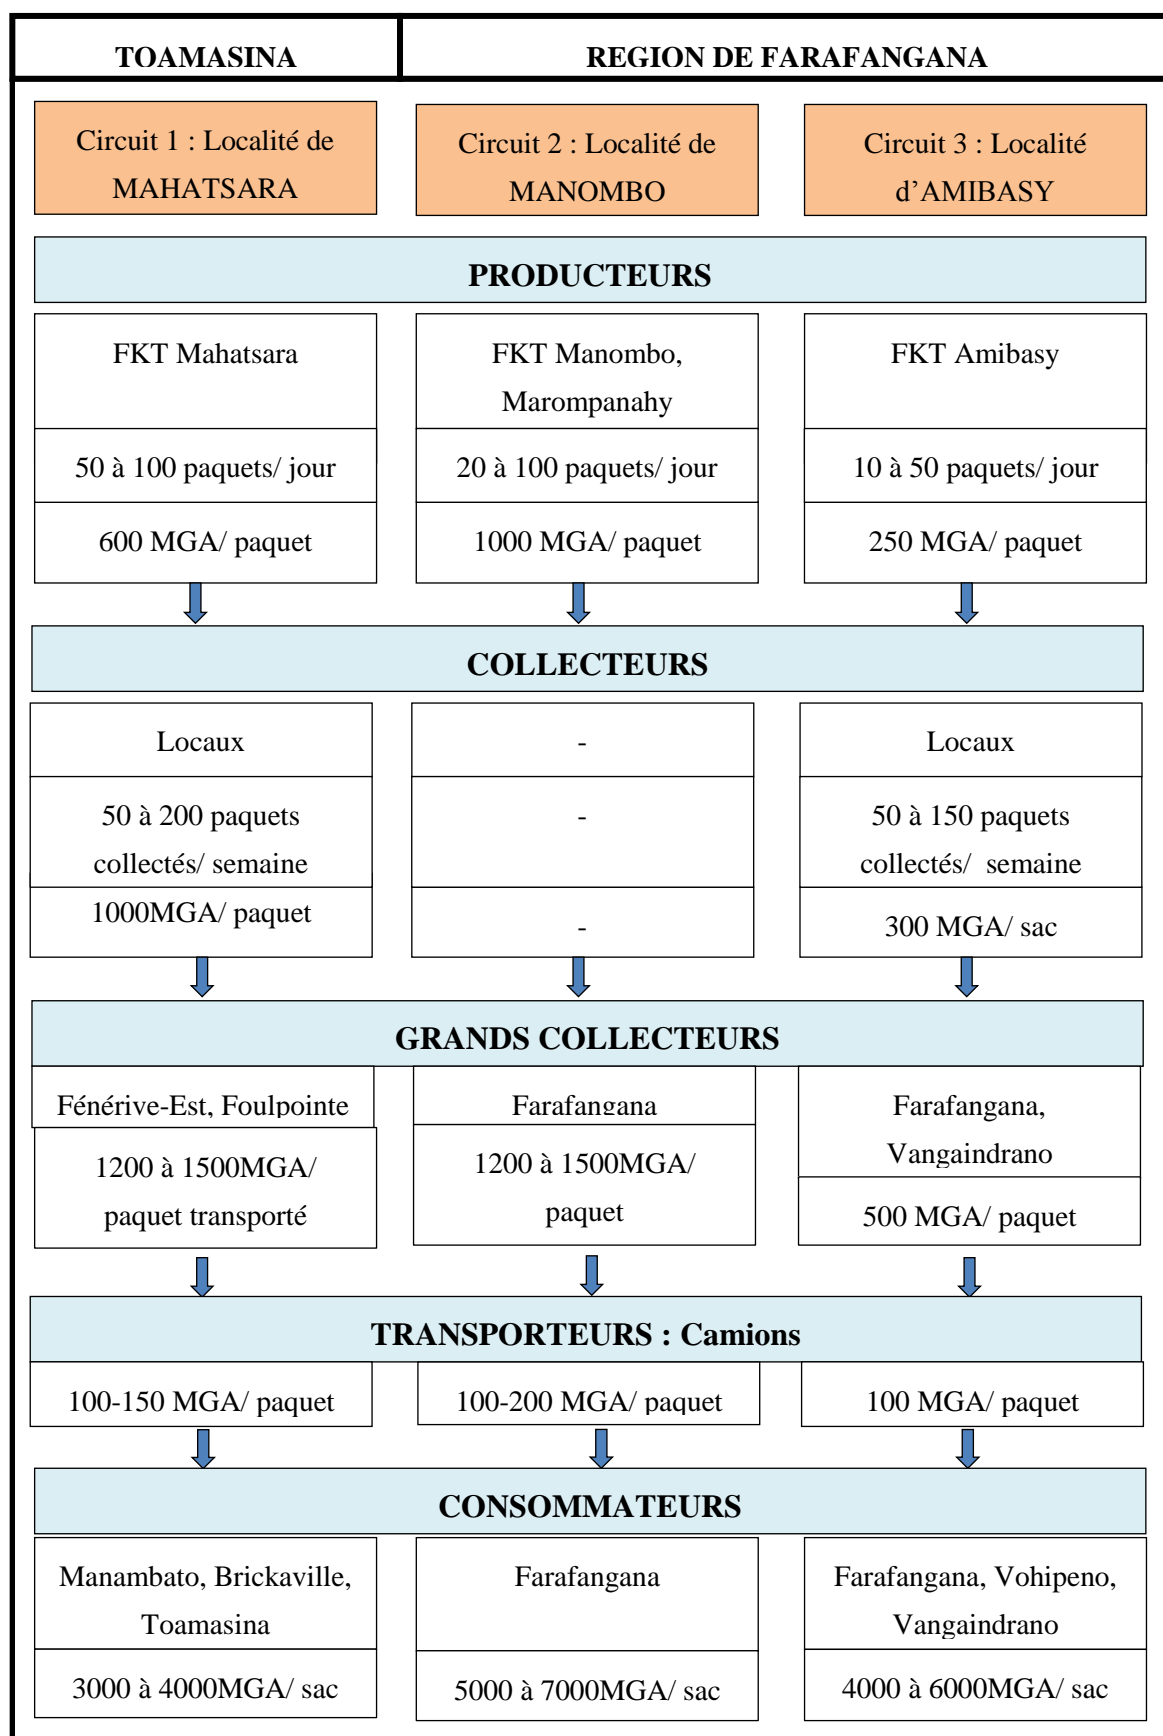 TOAMASINA
REGION DE FARAFANGANA
Circuit 1 : Localité de
MAHATSARA
Circuit 2 : Localité de
MANOMBO
Circuit 3 : Localité
d’AMIBASY
PRODUCTEURS
FKT Mahatsara
FKT Manombo,
Marompanahy
FKT Amibasy
50 à 100 paquets/ jour
20 à 100 paquets/ jour
10 à 50 paquets/ jour
600 MGA/ paquet
1000 MGA/ paquet
250 MGA/ paquet
COLLECTEURS
Locaux
-
Locaux
50 à 200 paquets
collectés/ semaine
-
50 à 150 paquets
collectés/ semaine
1000MGA/ paquet
-
300 MGA/ sac
GRANDS COLLECTEURS
Fénérive-Est, Foulpointe
Farafangana
Farafangana,
Vangaindrano
1200 à 1500MGA/
paquet transporté
1200 à 1500MGA/
paquet
500 MGA/ paquet
TRANSPORTEURS : Camions
100-150 MGA/ paquet
100-200 MGA/ paquet
100 MGA/ paquet
CONSOMMATEURS
Manambato, Brickaville,
Toamasina
Farafangana
Farafangana, Vohipeno,
Vangaindrano
3000 à 4000MGA/ sac
5000 à 7000MGA/ sac
4000 à 6000MGA/ sac